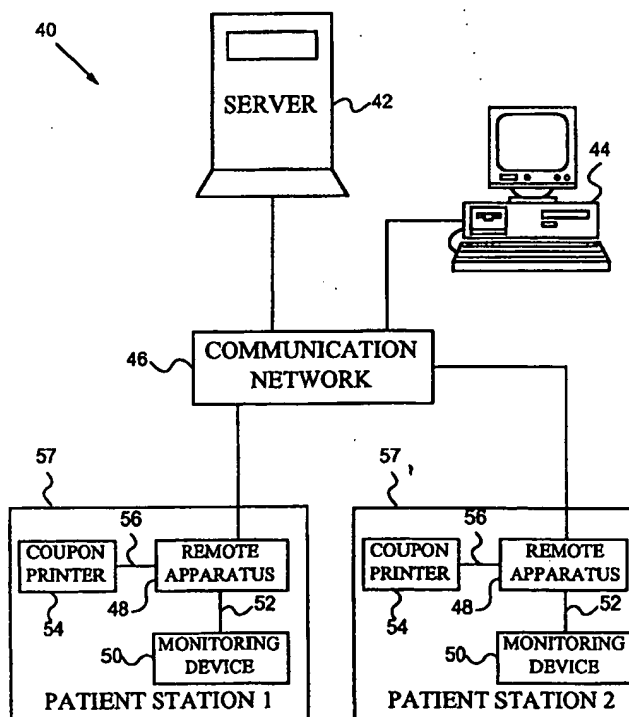 40
SERVER
42
44
46
COMMUNICATION
NETWORK
57
57
56
56
COUPON
PRINTER
REMOTE
APPARATUS
COUPON
PRINTER
REMOTE
APPARATUS
54
48
52
54
48
52
50
MONITORING
DEVICE
50
MONITORING
DEVICE
PATIENT STATION 1
PATIENT STATION 2